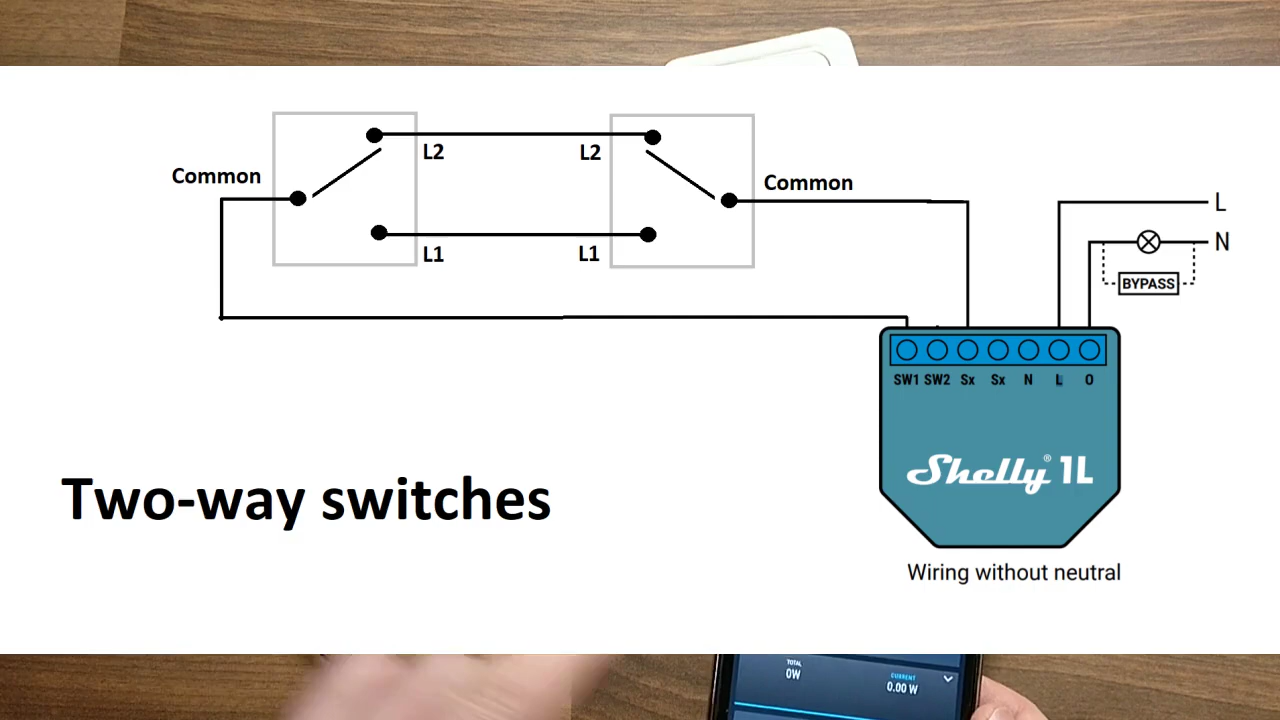 L2
L2
Common
Common
L
N
L1
L1
BYPASS
SW1 SW2 Sx Sx N L O
Shelly® 1L
Two-way switches
Wiring without neutral
TOTAL
0W
CURRENT
0.00 W